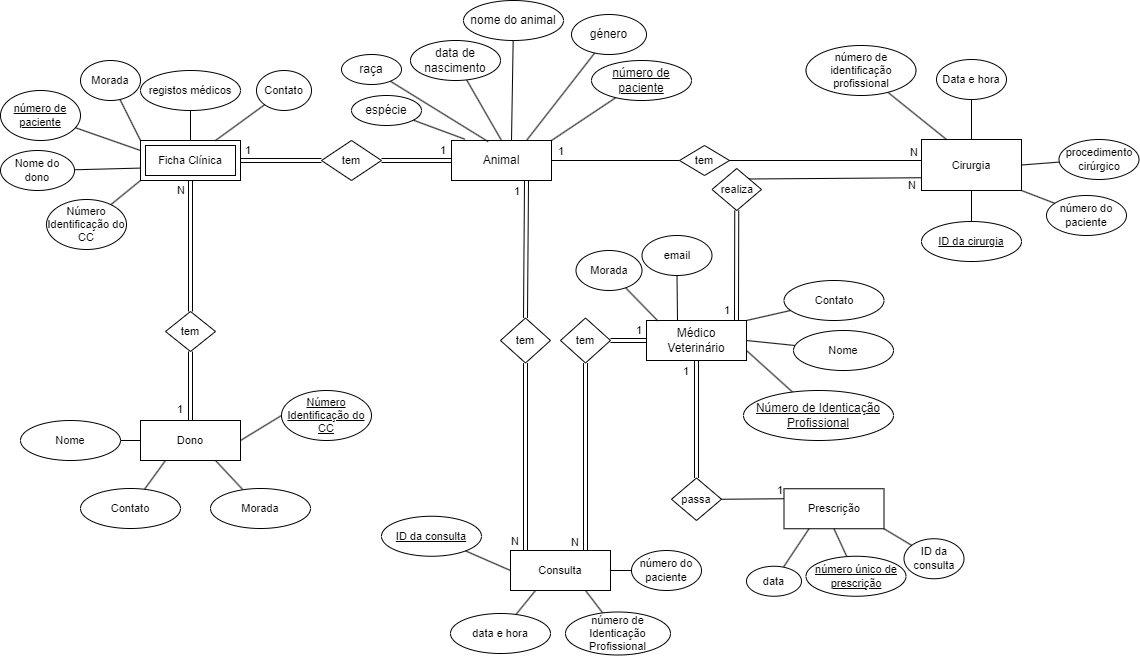 nome do animal
género
data de
nascimento
raça
número de
paciente
espécie
Morada
registos médicos
Contato
número de
paciente
Nome do
dono
Número
Identificação do
CC
Ficha Clínica
1
tem
1
Animal
1
tem
N
Cirurgia
número de
identificação
profissional
Data e hora
procedimento
cirúrgico
número do
paciente
ID da cirurgia
N
realiza
1
N
tem
1
Dono
Nome
Contato
Morada
Número
Identificação do
CC
1
tem
N
Morada
email
Contato
Nome
Número de Identicação
Profissional
Médico
Veterinário
1
tem
N
1
passa
1
Prescrição
data
número único de
prescrição
ID da
consulta
ID da consulta
Consulta
número do
paciente
data e hora
número de
Identicação
Profissional